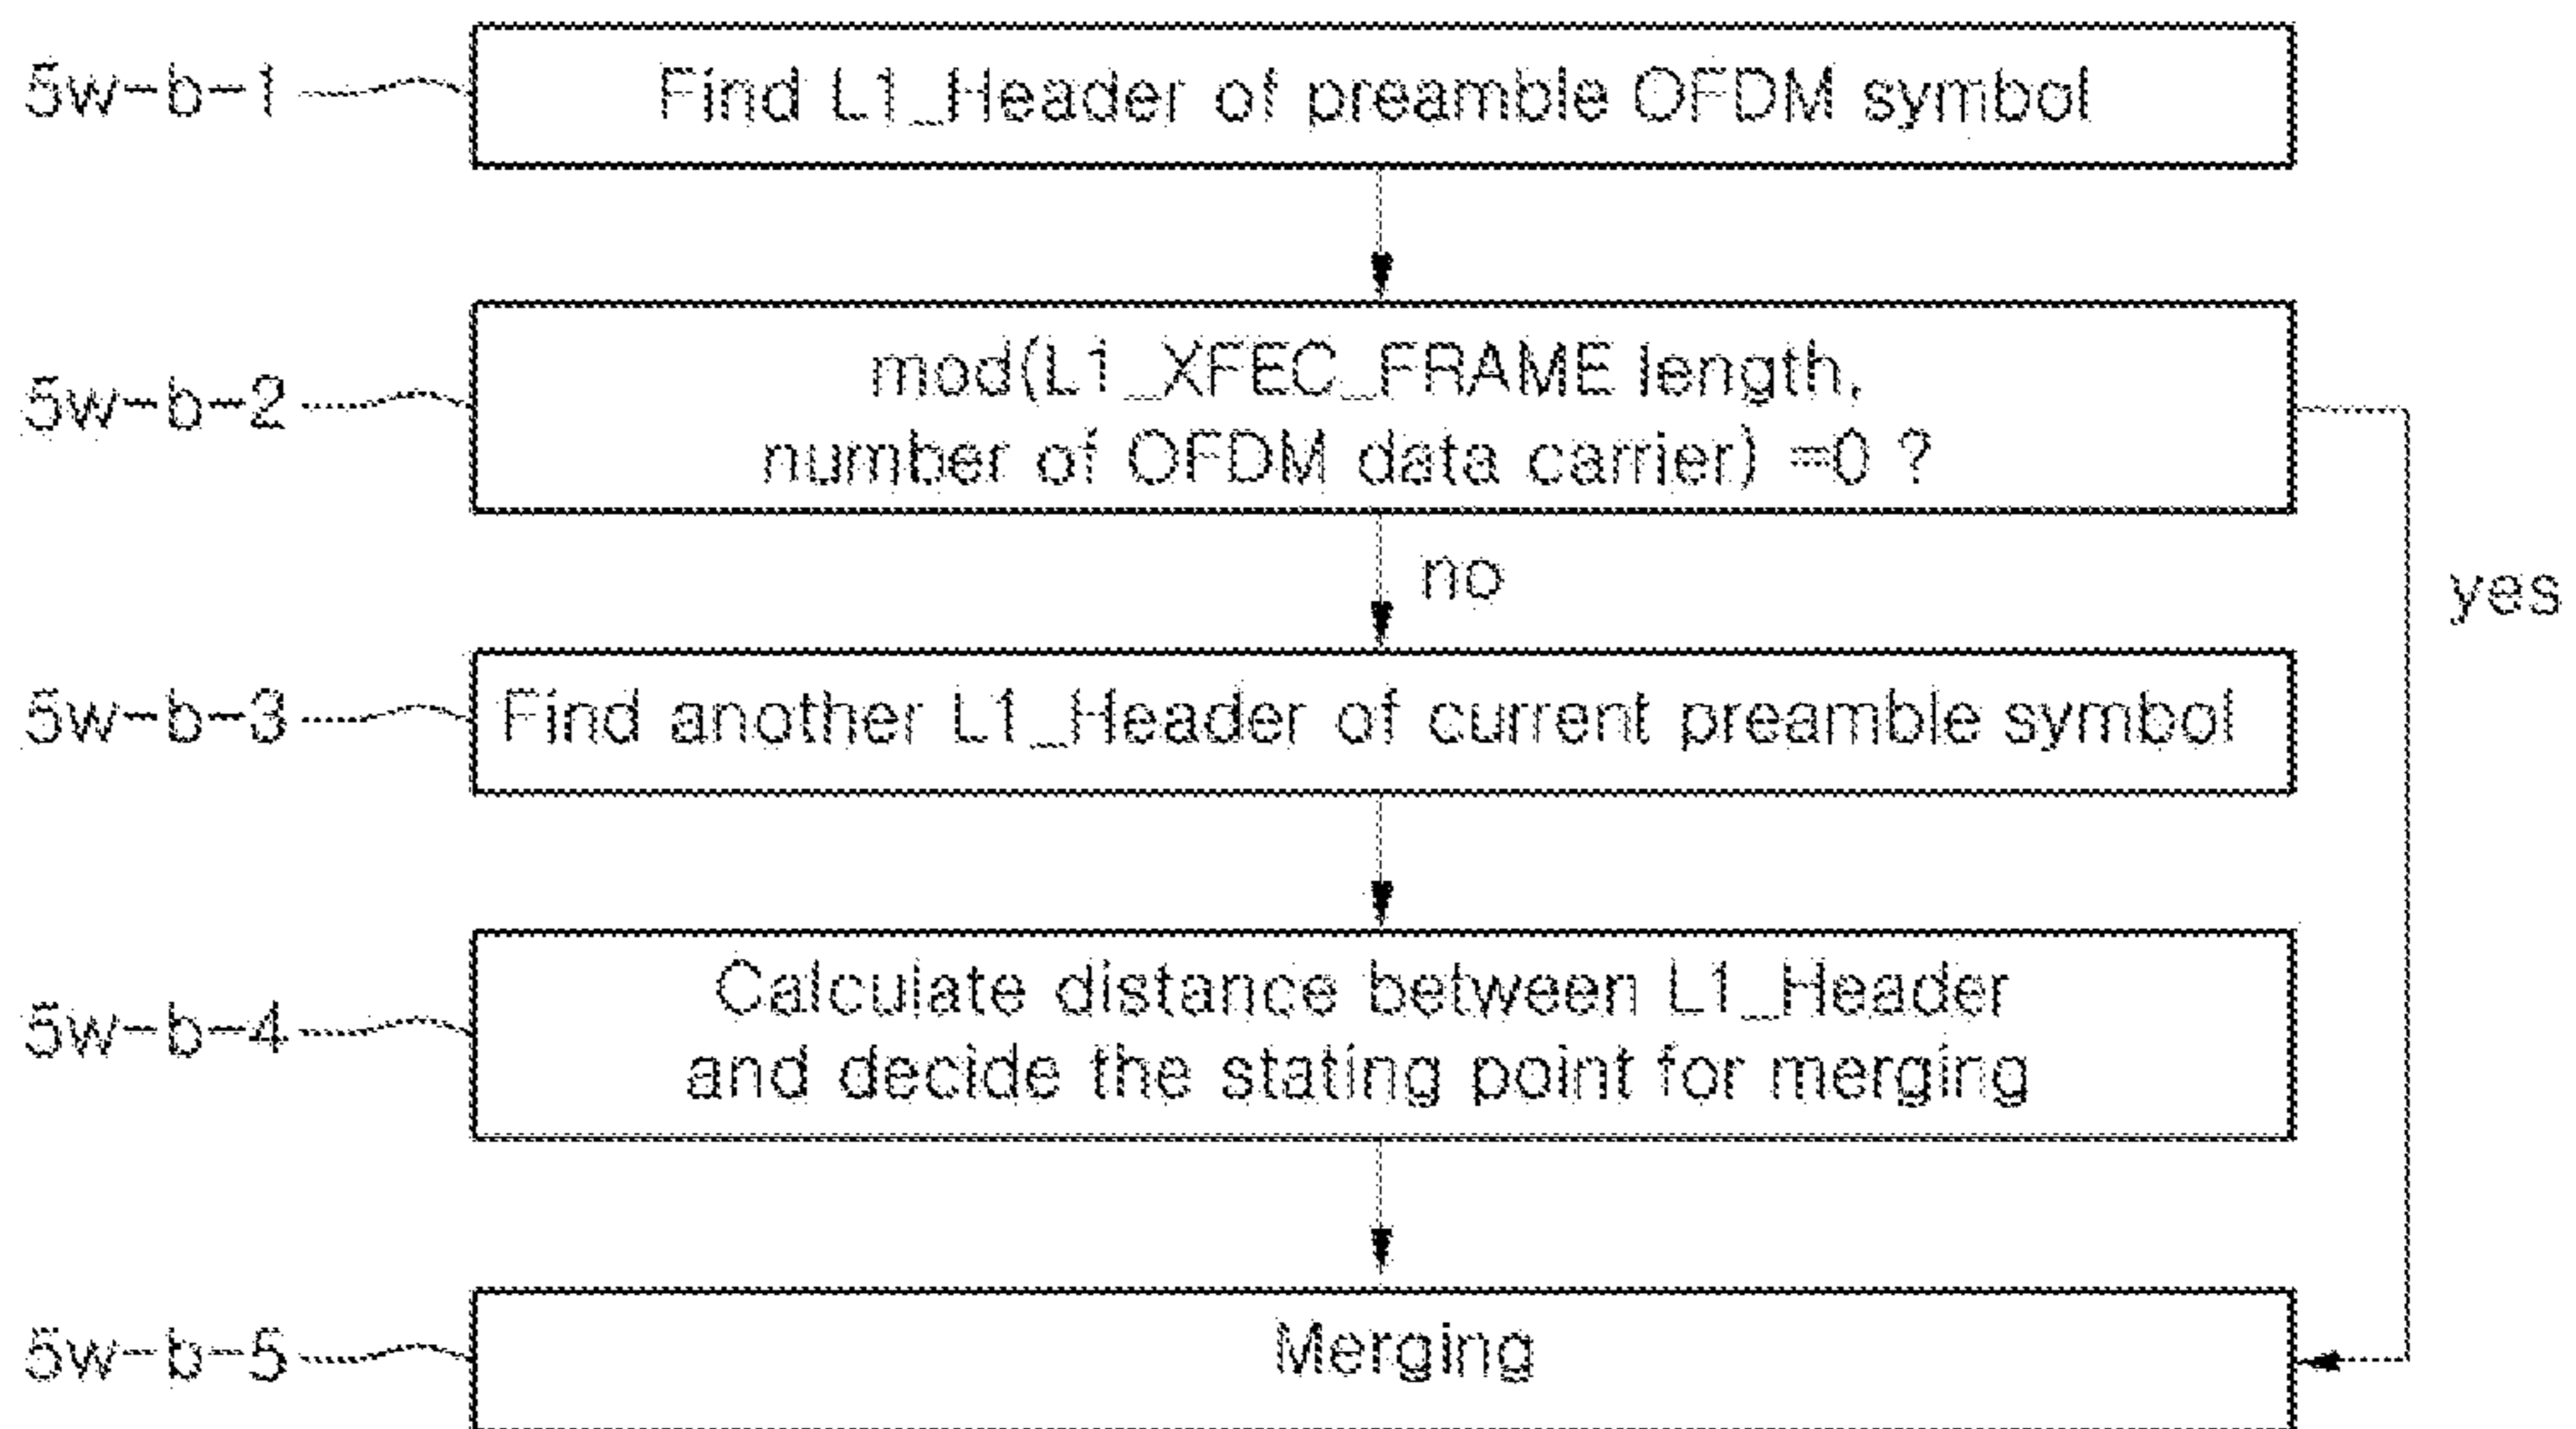 5w-b-1
Find L1_Header of preamble OFDM symbol
5w-b-2
mod(L1_XFEC_FRAME length,
number of OFDM data carrier) =0 ?
no
yes
5w-b-3
Find another L1_Header of current preamble symbol
5w-b-4
Calculate distance between L1_Header
and decide the stating point for merging
5w-b-5
Merging